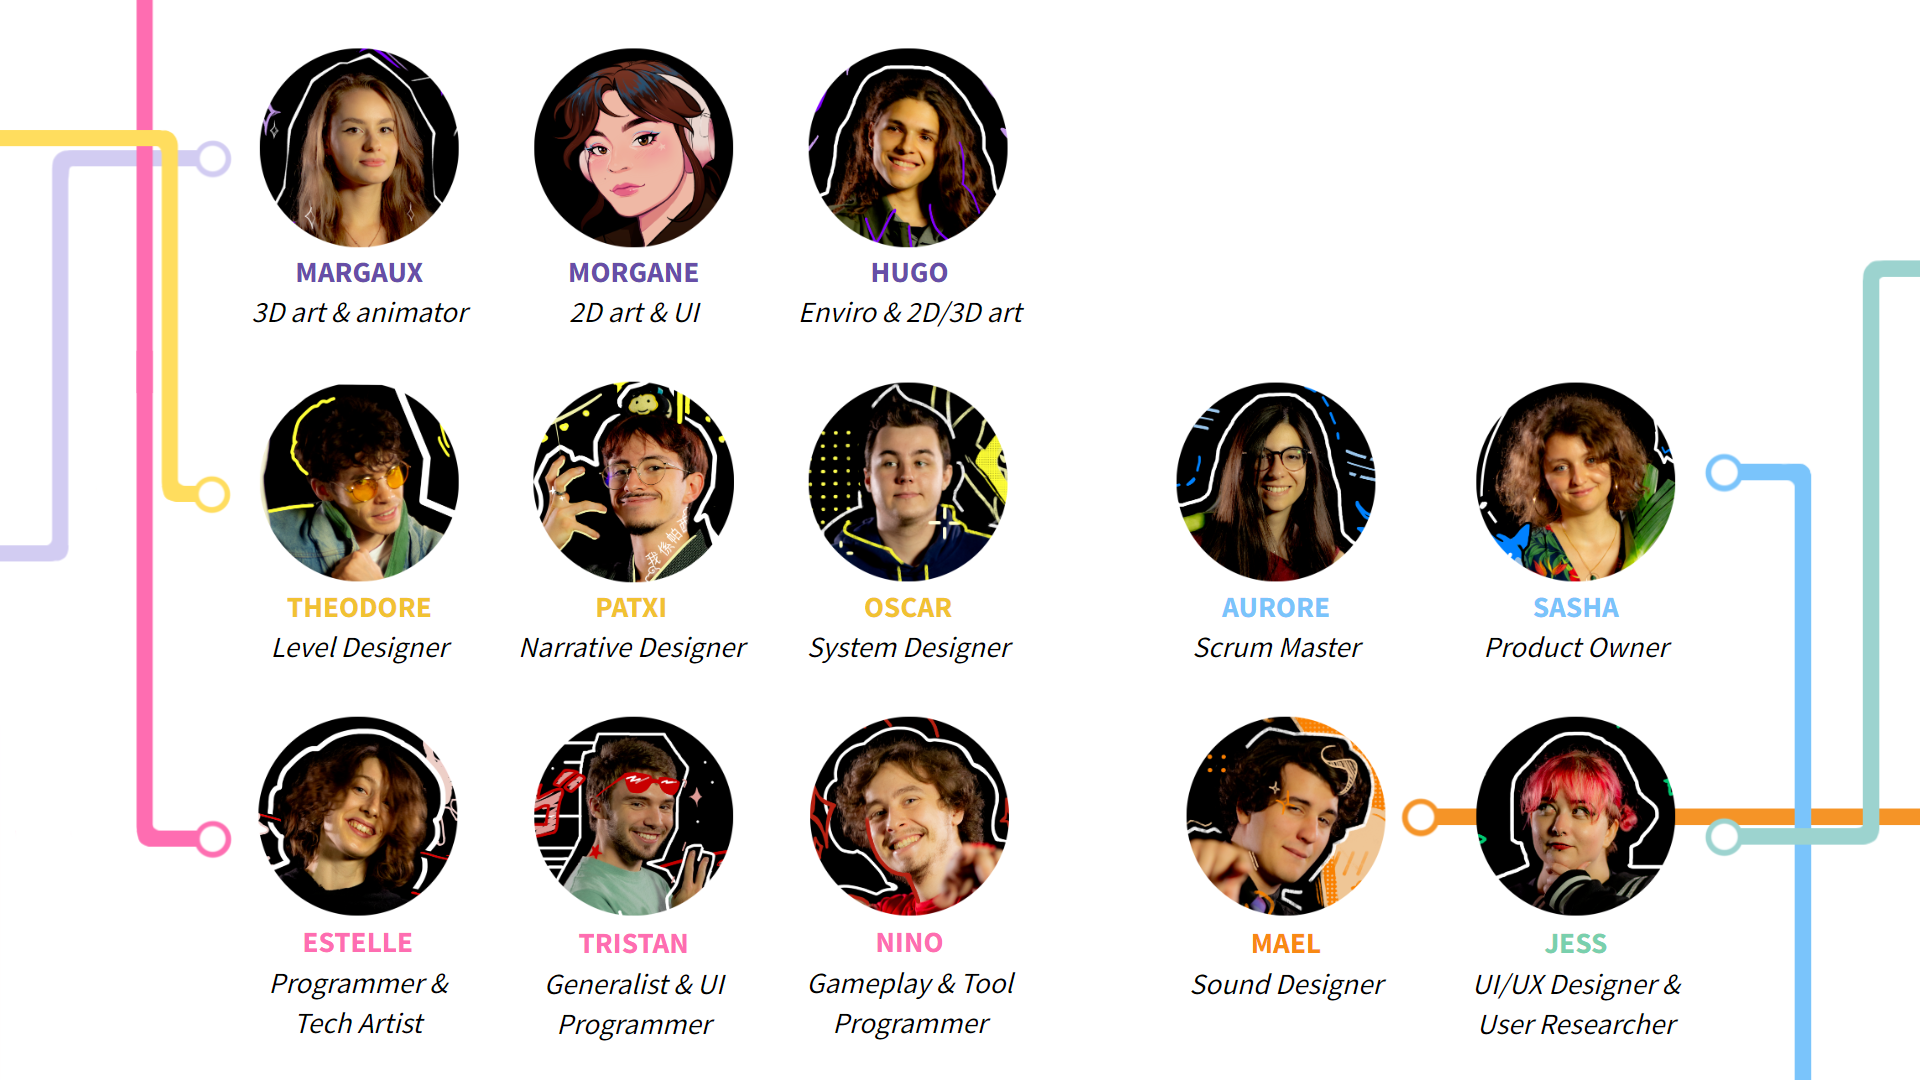 MARGAUX
3D art & animator
MORGANE
2D art & UI
HUGO
Enviro & 2D/3D art
THEODORE
Level Designer
PATXI
Narrative Designer
OSCAR
System Designer
AURORE
Scrum Master
SASHA
Product Owner
ESTELLE
Programmer &
Tech Artist
TRISTAN
Generalist & UI
Programmer
NINO
Gameplay & Tool
Programmer
MAEL
Sound Designer
JESS
UI/UX Designer &
User Researcher